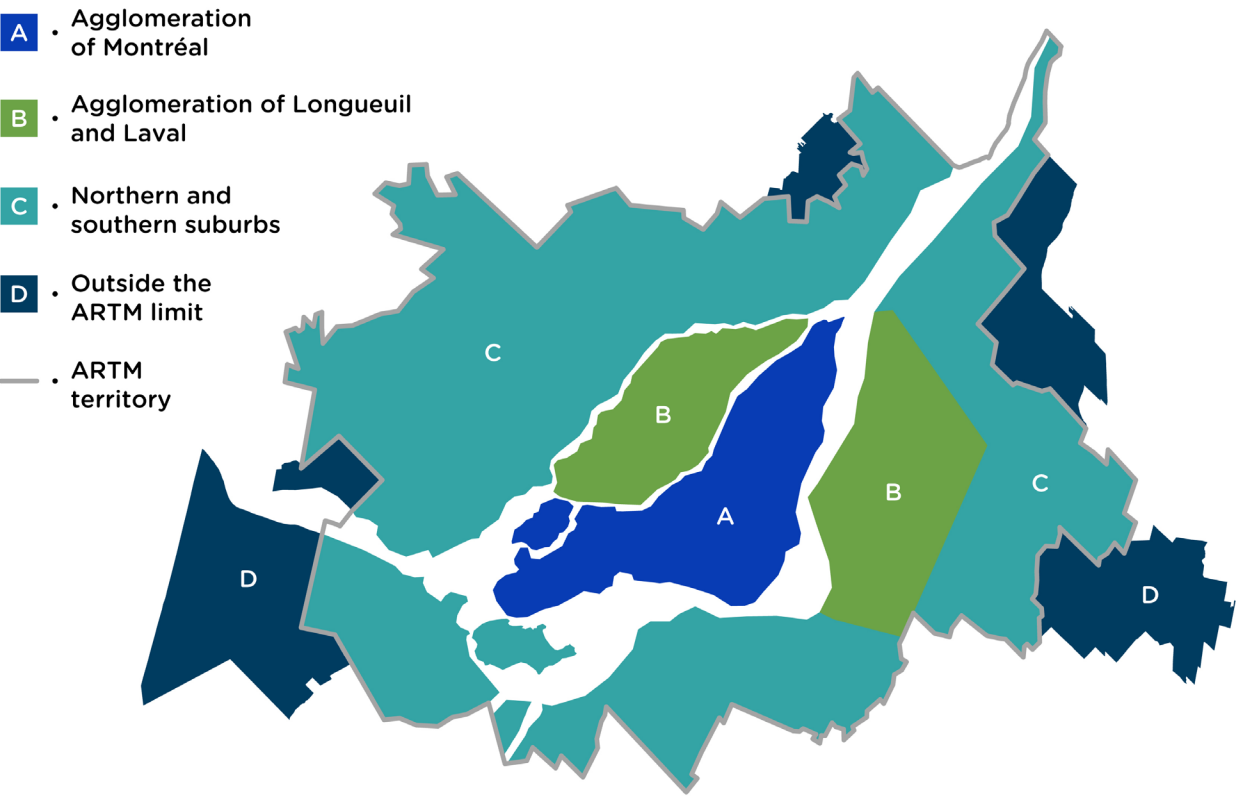 A • Agglomeration
of Montréal
B • Agglomeration of Longueuil
and Laval
C • Northern and
southern suburbs
D • Outside the
ARTM limit
• ARTM
territory
C
B
A
B
C
D
D